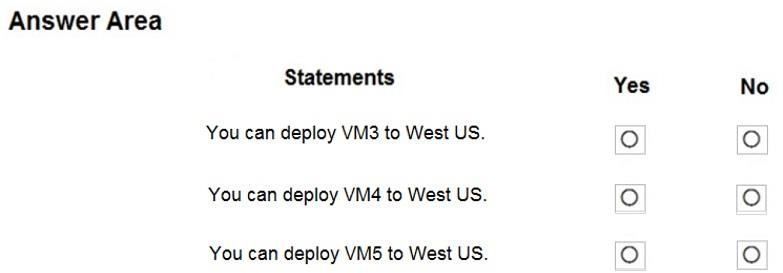 Answer Area
Statements Yes No
You can deploy VM3 to West US.
You can deploy VM4 to West US.
You can deploy VM5 to West US.